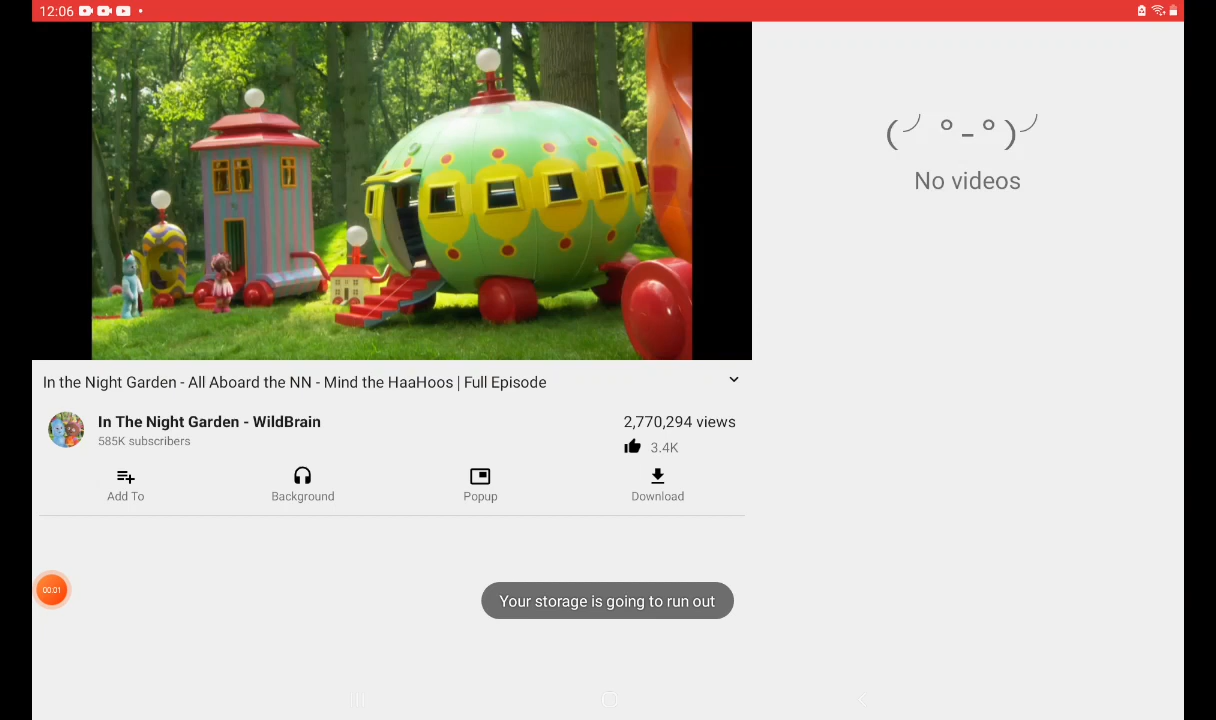 12:06
(╯°-°)╯
No videos
In the Night Garden - All Aboard the NN - Mind the HaaHoos | Full Episode
In The Night Garden - WildBrain
585K subscribers
2,770,294 views
3.4K
Add To
Background
Popup
Download
00:01
Your storage is going to run out